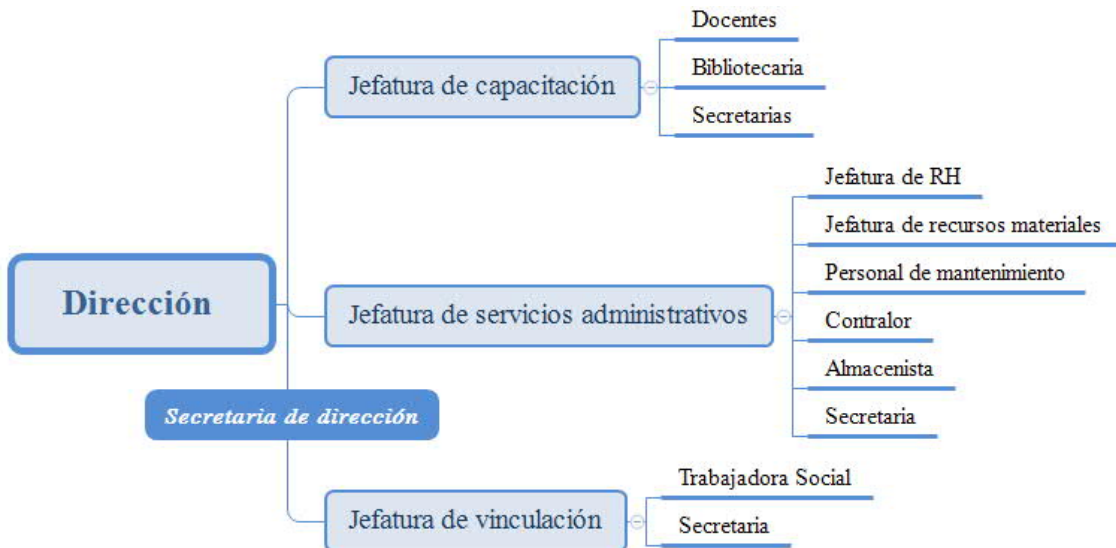 Dirección
Secretaria de dirección
Jefatura de capacitación
Docentes
Bibliotecaria
Secretarias
Jefatura de servicios administrativos
Jefatura de RH
Jefatura de recursos materiales
Personal de mantenimiento
Contralor
Almacenista
Secretaria
Jefatura de vinculación
Trabajadora Social
Secretaria